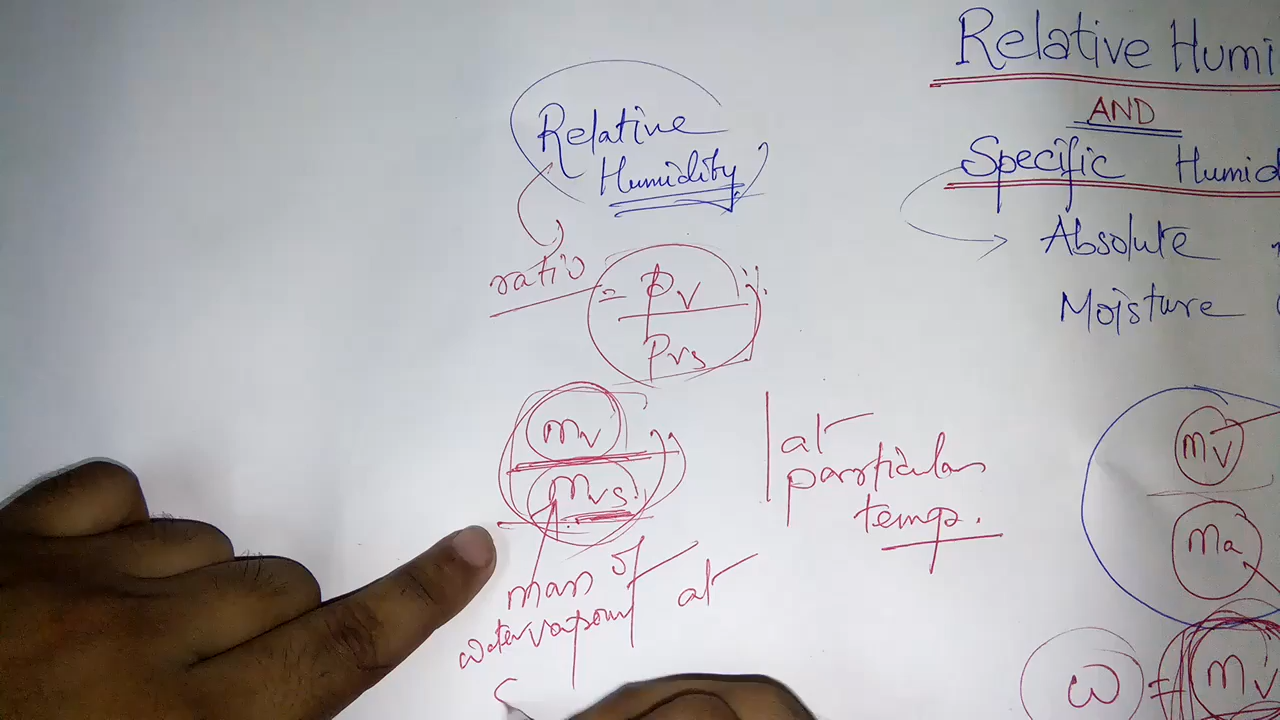 Relative Humi
AND
Specific Humid
Absolute
Moisture
Relative
Humidity
ratio = Pv %
Pvs
mv %
mvs
at
particular
temp.
mass of
water vapour at
S
mv
ma
ω = mv